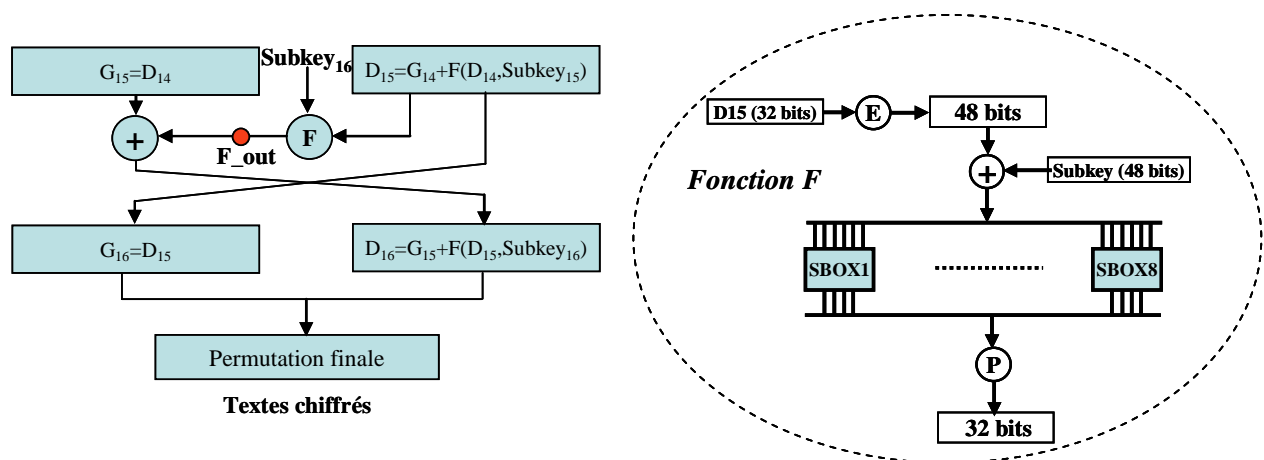 Subkey₁₆
G₁₅=D₁₄
D₁₅=G₁₄+F(D₁₄,Subkey₁₅)
+
F
F_out
G₁₆=D₁₅
D₁₆=G₁₅+F(D₁₅,Subkey₁₆)
Permutation finale
Textes chiffrés
D15 (32 bits)
E
48 bits
Fonction F
+
Subkey (48 bits)
SBOX1
SBOX8
P
32 bits